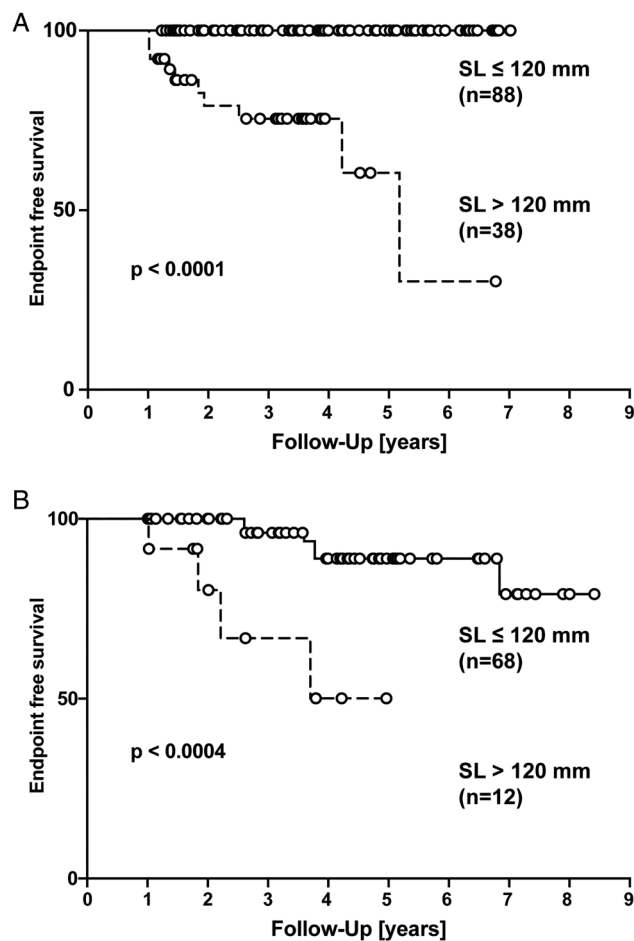 A
100
50
0
Endpoint free survival
SL ≤ 120 mm
(n=88)
SL > 120 mm
(n=38)
p < 0.0001
0 1 2 3 4 5 6 7 8 9
Follow-Up [years]
B
100
50
0
Endpoint free survival
SL ≤ 120 mm
(n=68)
p < 0.0004
SL > 120 mm
(n=12)
0 1 2 3 4 5 6 7 8 9
Follow-Up [years]